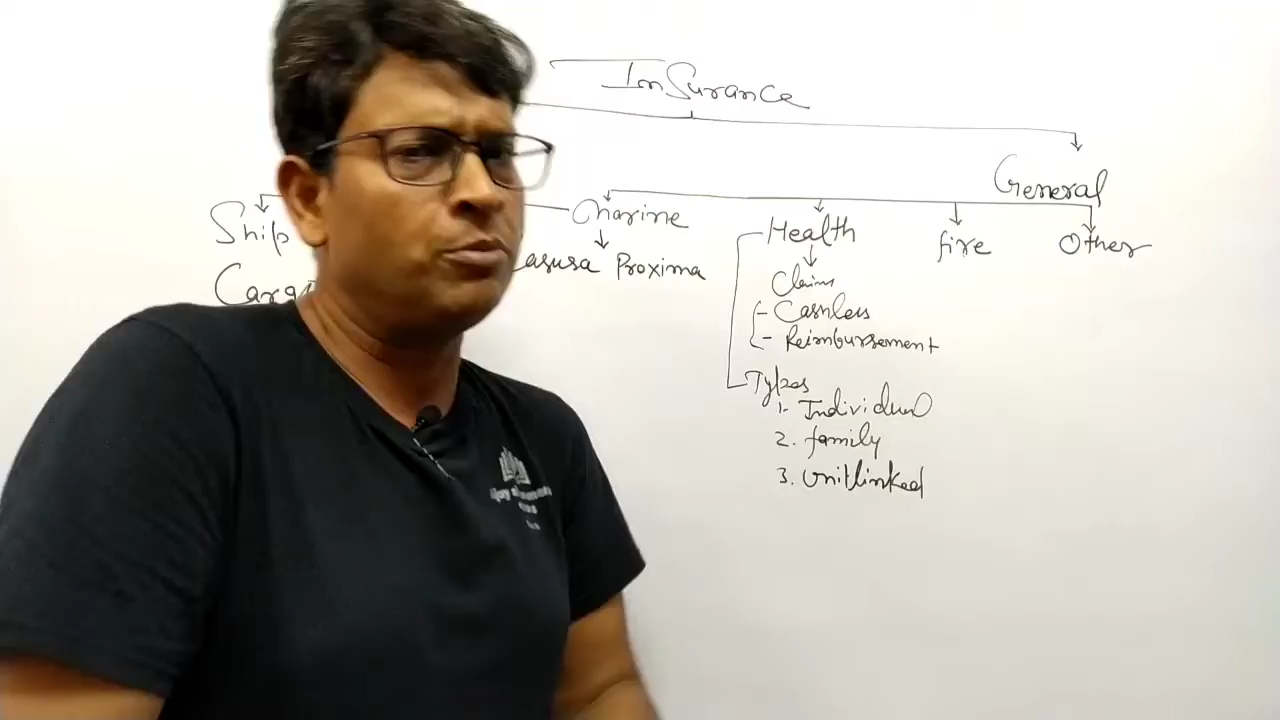 Insurance
General
Ship
Marine
Health
fire
Other
Proxima
Claim
Cargo
- Cashless
- Reimbursement
Types
1. Individual
2. family
3. Unitlinked